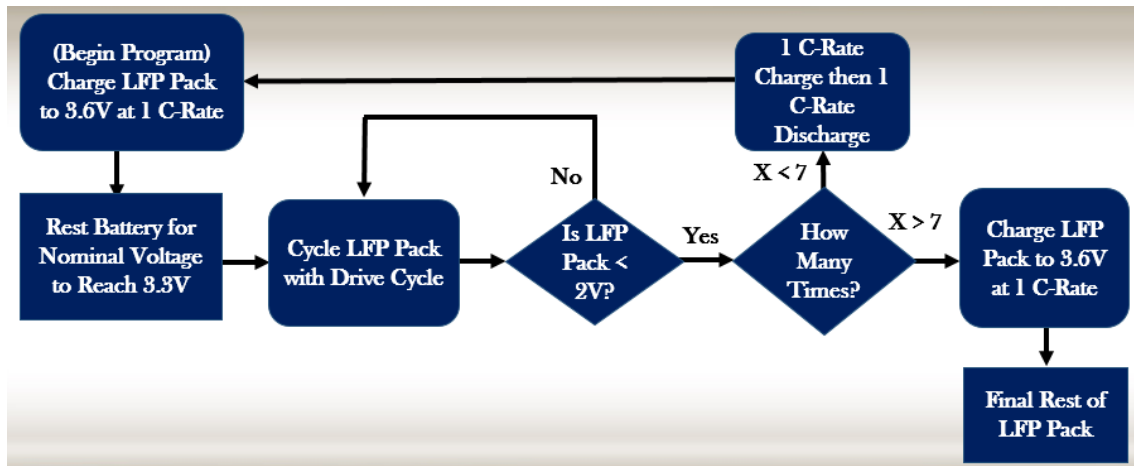 (Begin Program)
Charge LFP Pack
to 3.6V at 1 C-Rate
Rest Battery for
Nominal Voltage
to Reach 3.3V
Cycle LFP Pack
with Drive Cycle
No
Is LFP
Pack <
2V?
Yes
How
Many
Times?
X < 7
1 C-Rate
Charge then 1
C-Rate
Discharge
X > 7
Charge LFP
Pack to 3.6V
at 1 C-Rate
Final Rest of
LFP Pack